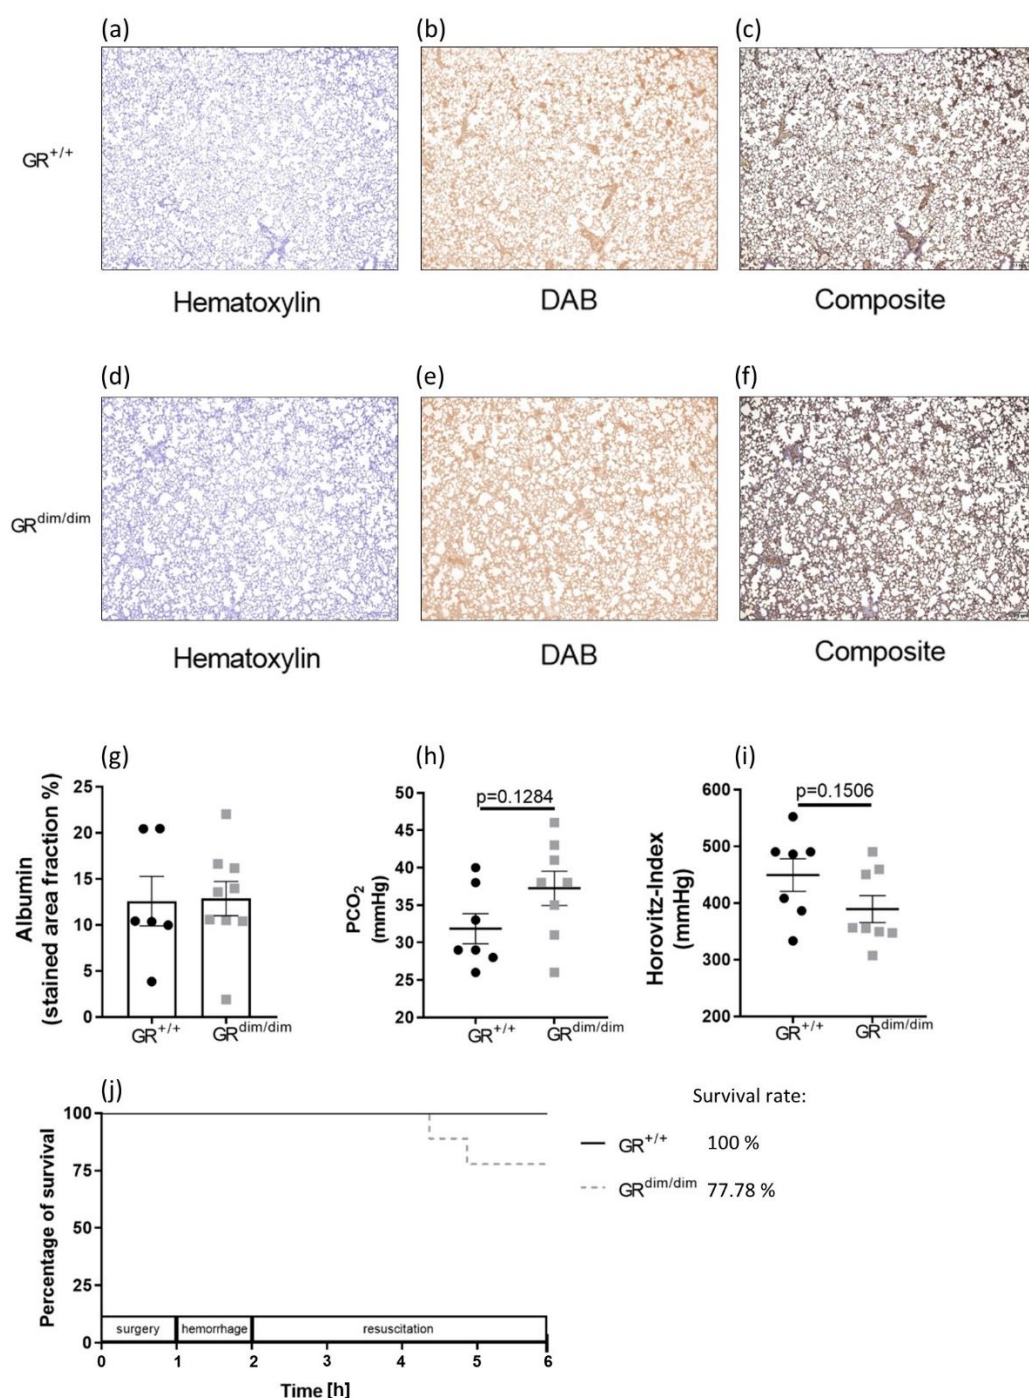 (a) (b) (c)
GR+/+
Hematoxylin DAB Composite
(d) (e) (f)
GRdim/dim
Hematoxylin DAB Composite
(g)
Albumin
(stained area fraction %)
25
20
15
10
5
0
GR+/+ GRdim/dim
(h)
p=0.1284
PCO2
(mmHg)
50
45
40
35
30
25
20
GR+/+ GRdim/dim
(i)
p=0.1506
Horovitz-Index
(mmHg)
600
500
400
300
200
GR+/+ GRdim/dim
(j)
Percentage of survival
100
75
50
25
0
surgery hemorrhage resuscitation
0 1 2 3 4 5 6
Time [h]
Survival rate:
GR+/+ 100 %
GRdim/dim 77.78 %